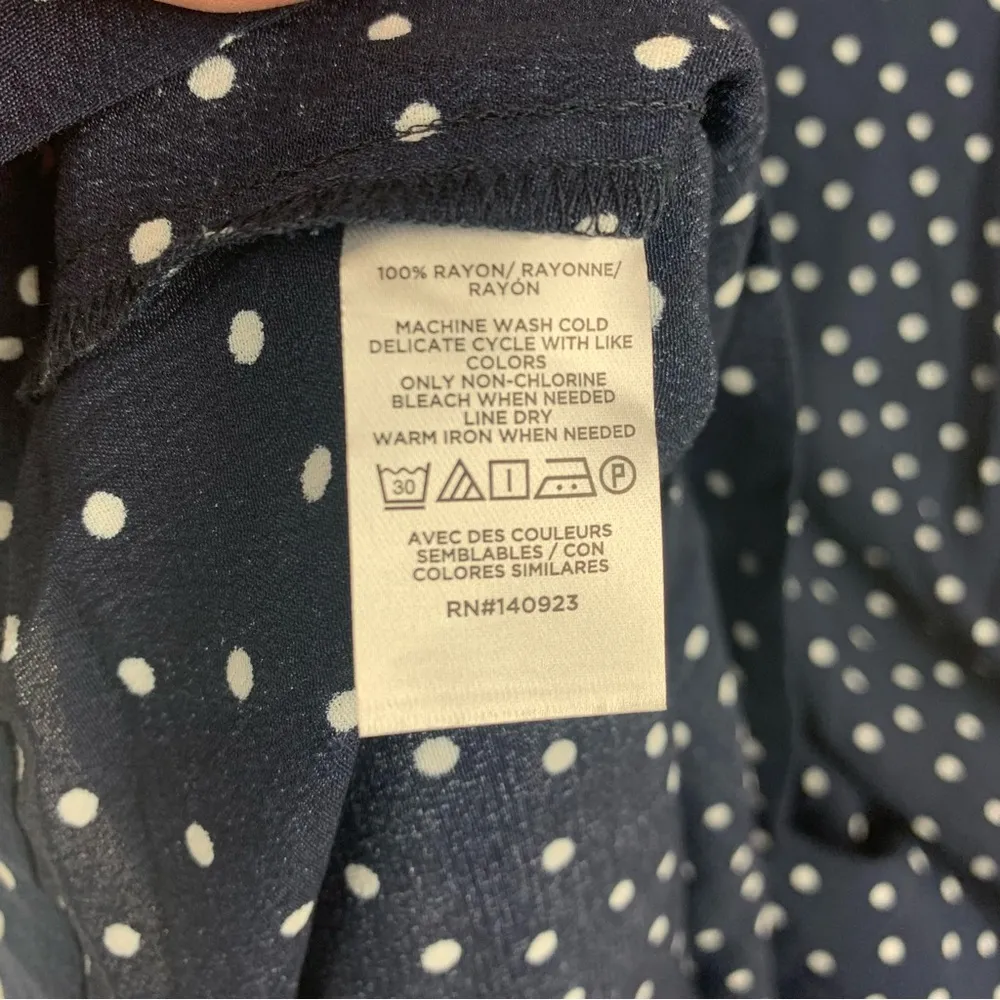 100% RAYON/ RAYONNE/
RAYÓN
MACHINE WASH COLD
DELICATE CYCLE WITH LIKE
COLORS
ONLY NON-CHLORINE
BLEACH WHEN NEEDED
LINE DRY
WARM IRON WHEN NEEDED
30 P
AVEC DES COULEURS
SEMBLABLES / CON
COLORES SIMILARES
RN#140923